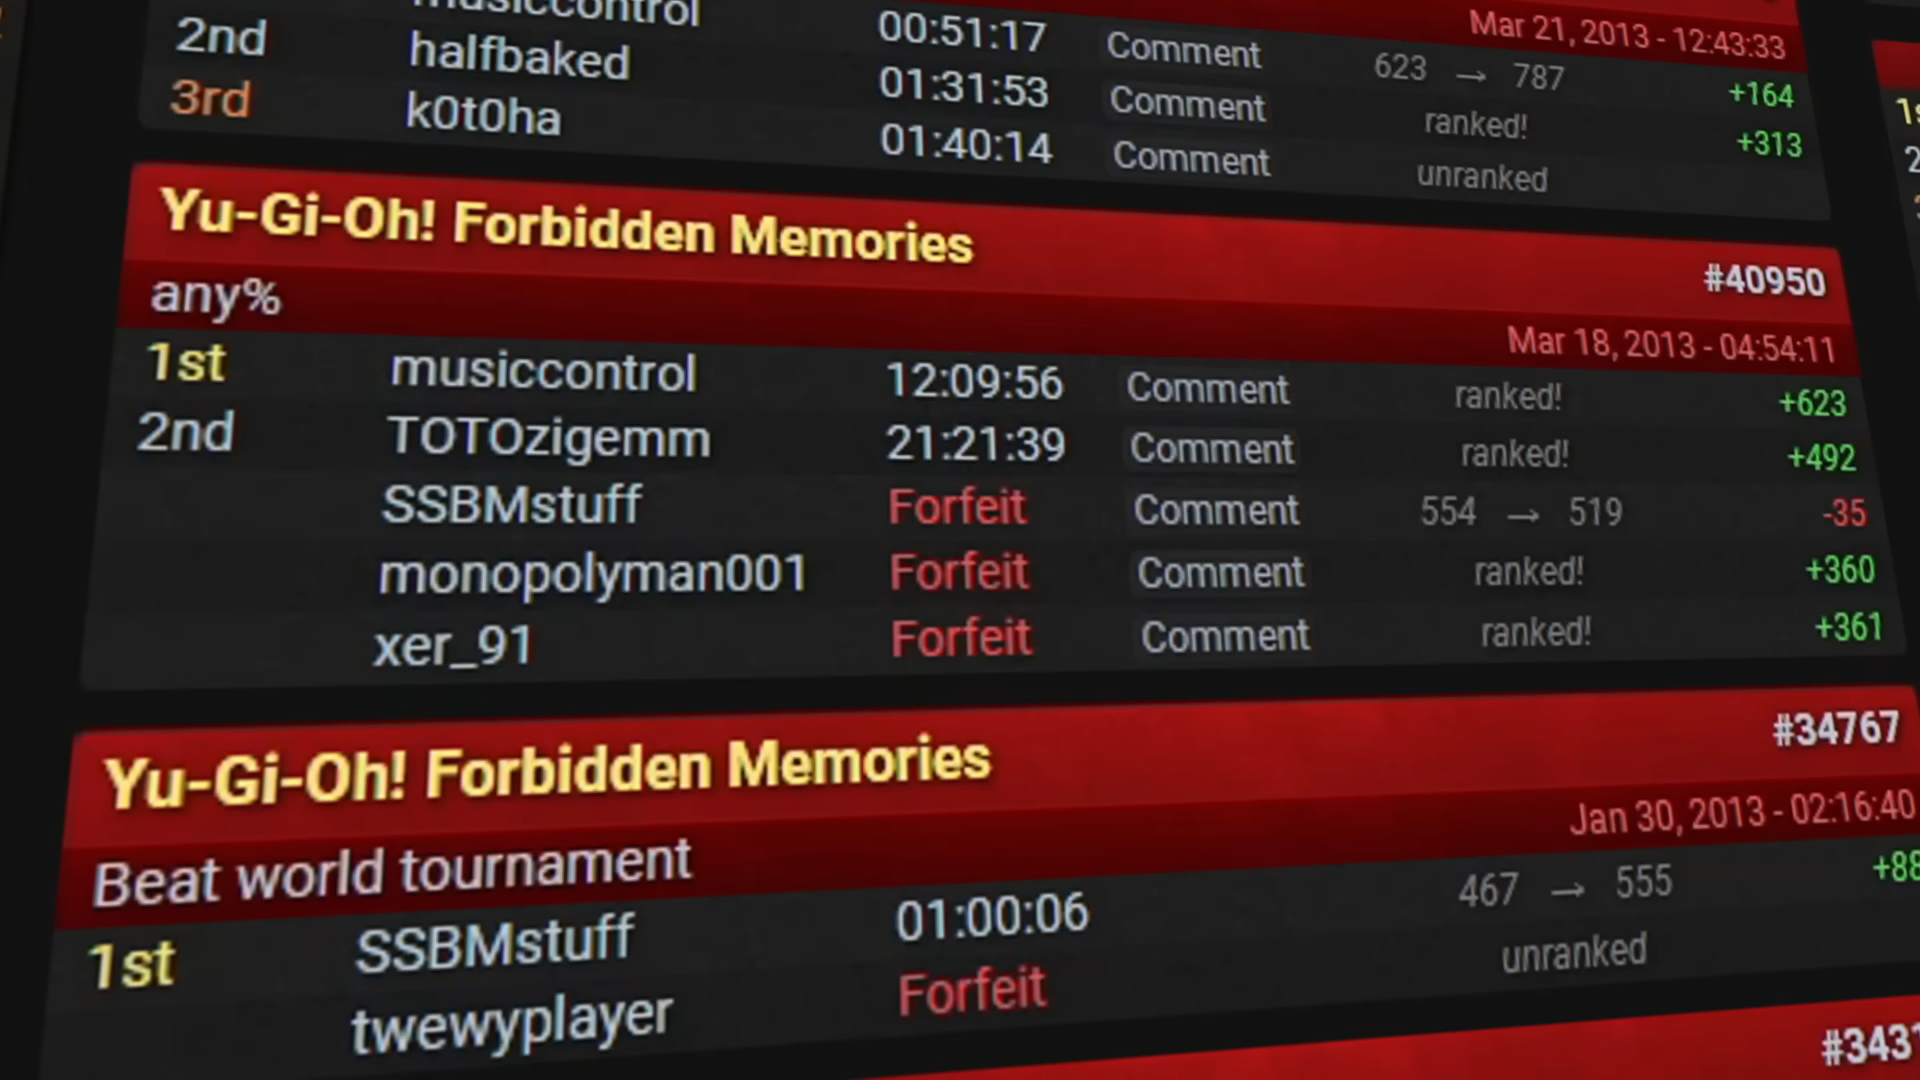 musiccontrol 00:51:17 Comment 623 → 787 +164
2nd halfbaked 01:31:53 Comment ranked! +313
3rd k0t0ha 01:40:14 Comment unranked
Mar 21, 2013 - 12:43:33
Yu-Gi-Oh! Forbidden Memories #40950
any% Mar 18, 2013 - 04:54:11
1st musiccontrol 12:09:56 Comment ranked! +623
2nd TOTOzigemm 21:21:39 Comment ranked! +492
SSBMstuff Forfeit Comment 554 → 519 -35
monopolyman001 Forfeit Comment ranked! +360
xer_91 Forfeit Comment ranked! +361
Yu-Gi-Oh! Forbidden Memories #34767
Beat world tournament Jan 30, 2013 - 02:16:40
1st SSBMstuff 01:00:06 467 → 555 +88
twewyplayer Forfeit unranked